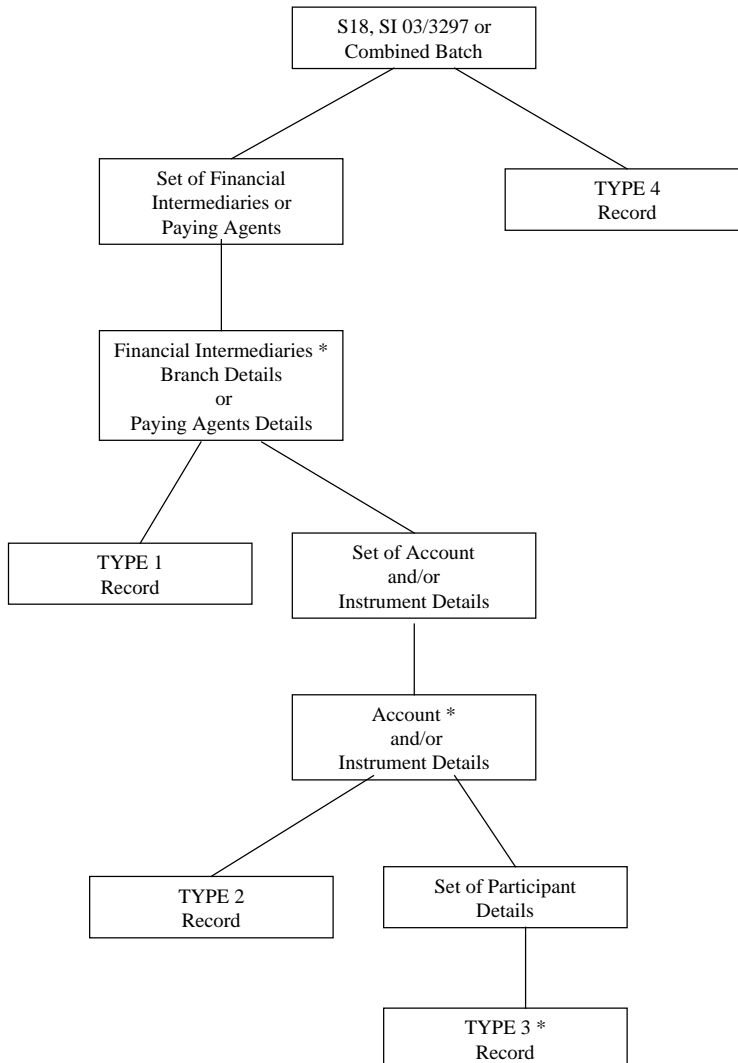 S18, SI 03/3297 or
Combined Batch
Set of Financial
Intermediaries or
Paying Agents
TYPE 4
Record
Financial Intermediaries *
Branch Details
or
Paying Agents Details
TYPE 1
Record
Set of Account
and/or
Instrument Details
Account *
and/or
Instrument Details
TYPE 2
Record
Set of Participant
Details
TYPE 3 *
Record